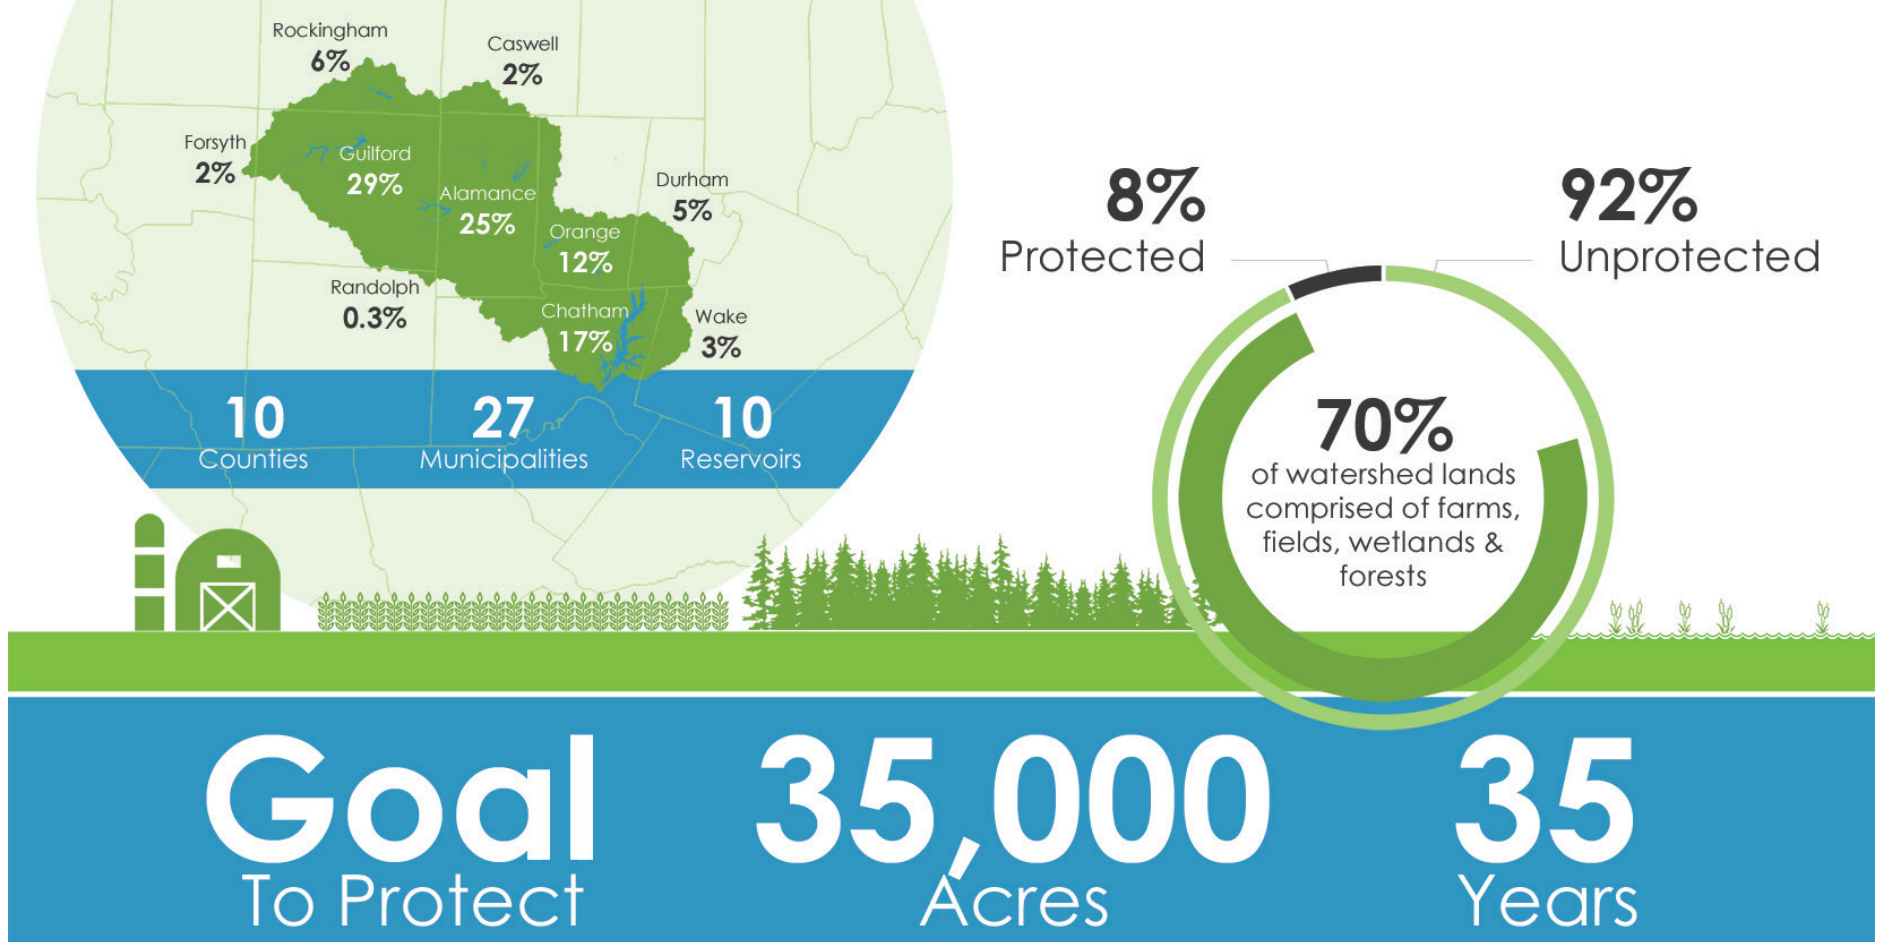 Rockingham
6%
Caswell
2%
Forsyth
2%
Guilford
29%
Alamance
25%
Durham
5%
Orange
12%
Randolph
0.3%
Chatham
17%
Wake
3%
10
Counties
27
Municipalities
10
Reservoirs
8%
Protected
92%
Unprotected
70%
of watershed lands
comprised of farms,
fields, wetlands &
forests
Goal
To Protect
35,000
Acres
35
Years